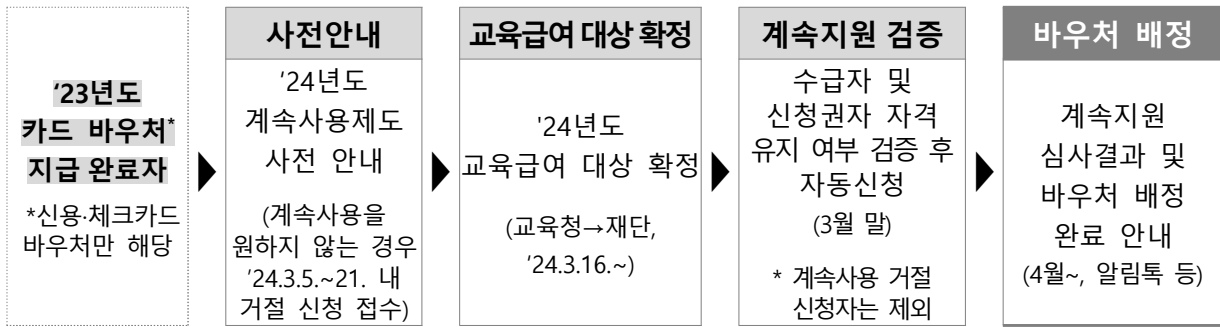 '23년도
카드 바우처*
지급 완료자
*신용·체크카드
바우처만 해당
사전안내
'24년도
계속사용제도
사전 안내
(계속사용을
원하지 않는 경우
'24.3.5.~21. 내
거절 신청 접수)
교육급여 대상 확정
'24년도
교육급여 대상 확정
(교육청→재단,
'24.3.16.~)
계속지원 검증
수급자 및
신청권자 자격
유지 여부 검증 후
자동신청
(3월 말)
* 계속사용 거절
신청자는 제외
바우처 배정
계속지원
심사결과 및
바우처 배정
완료 안내
(4월~, 알림톡 등)